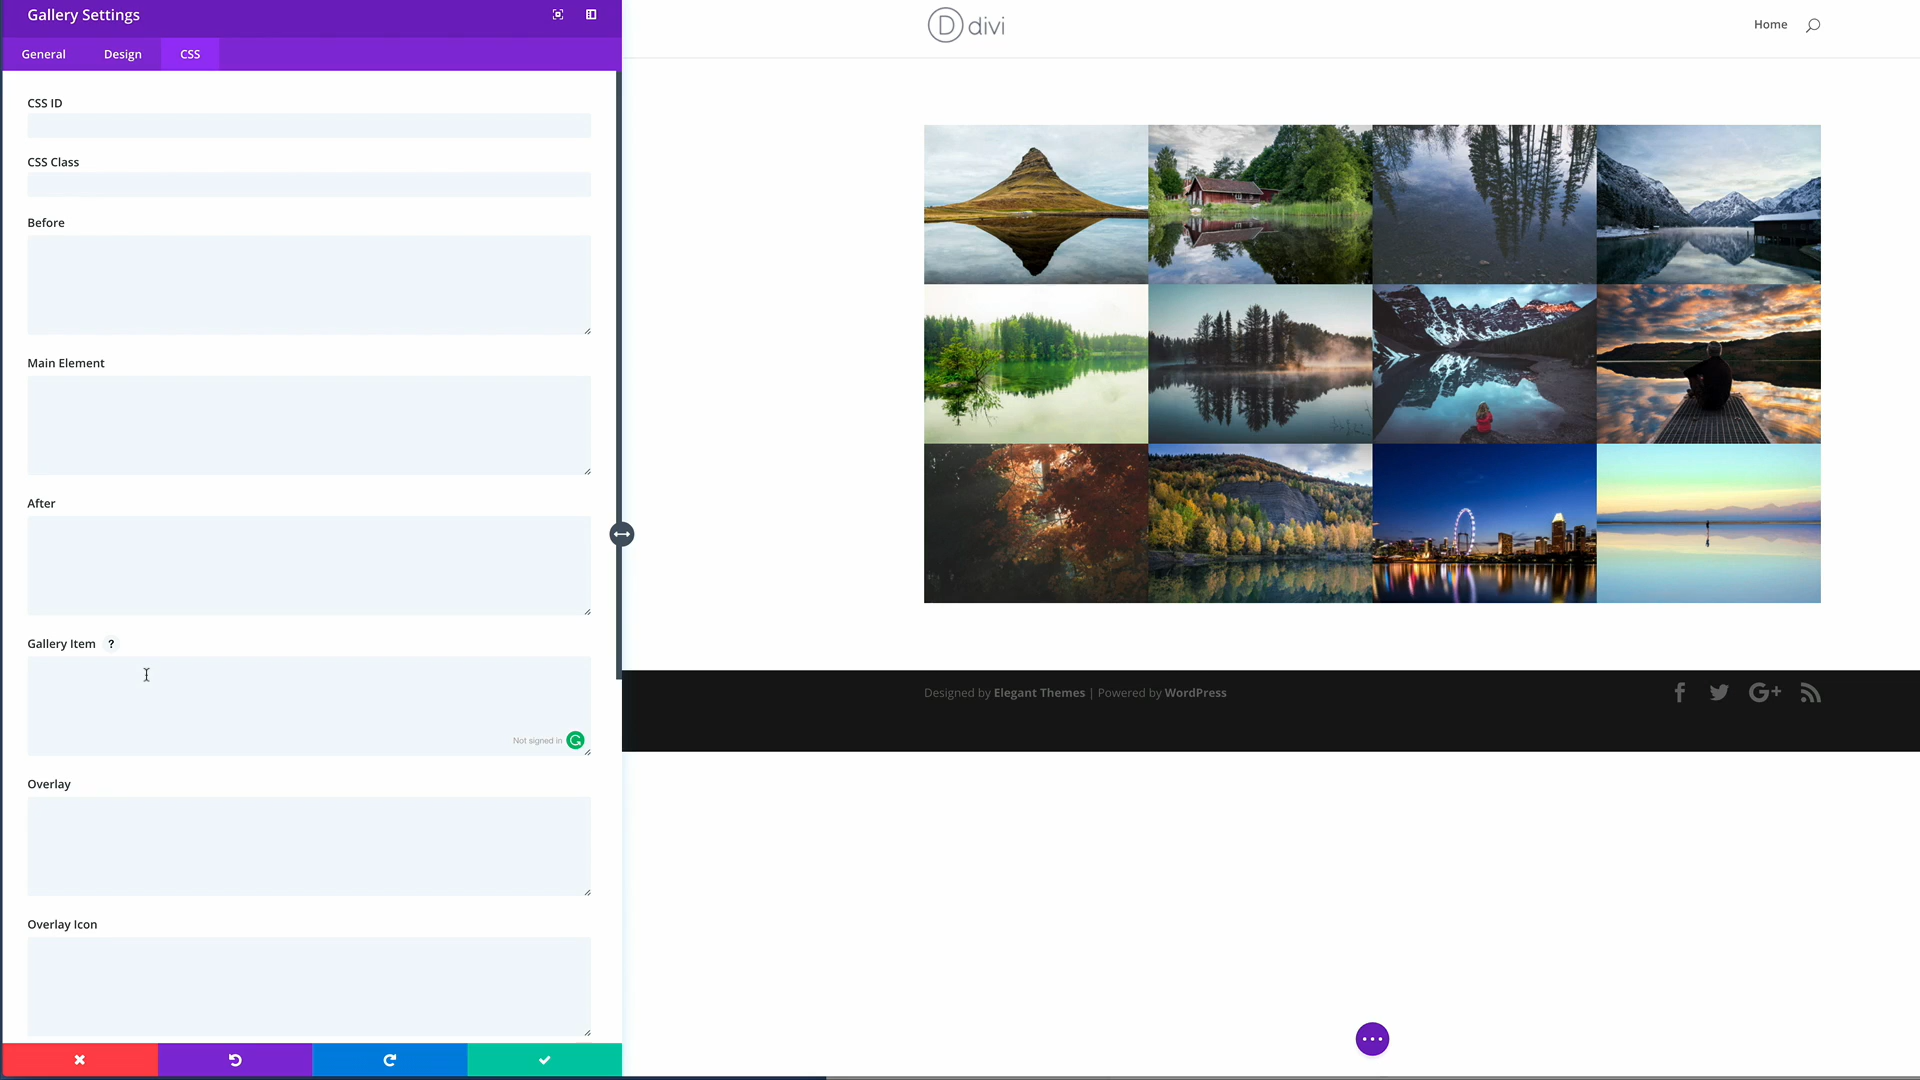 Gallery Settings
General Design CSS
CSS ID
CSS Class
Before
Main Element
After
Gallery Item ?
Not signed in
Overlay
Overlay Icon
D divi
Home
Designed by Elegant Themes | Powered by WordPress